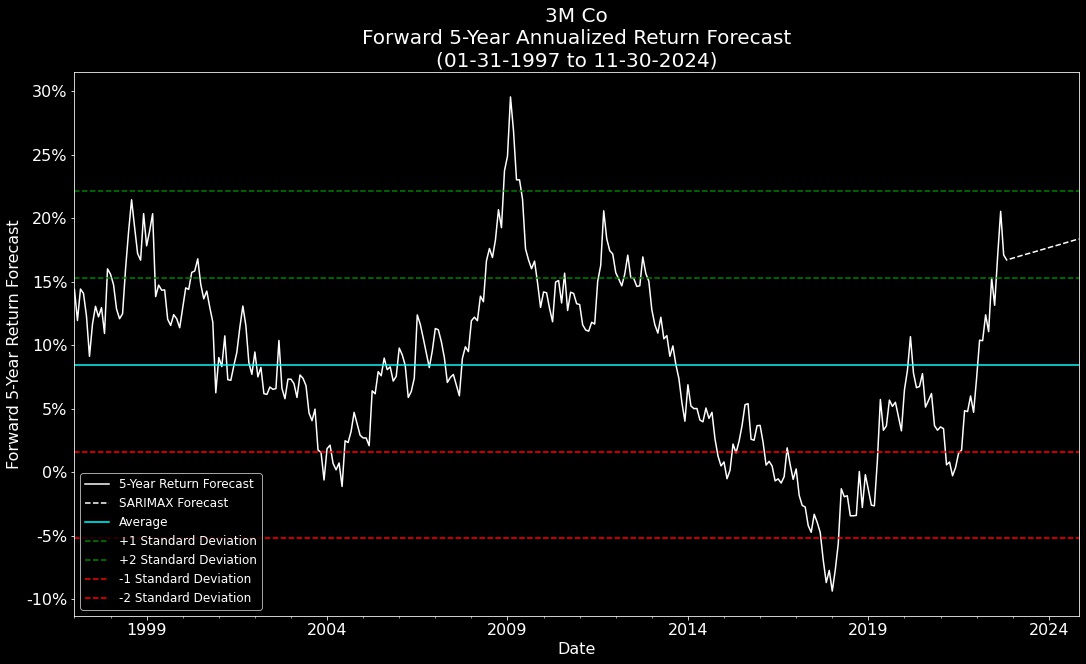 3M Co
Forward 5-Year Annualized Return Forecast
(01-31-1997 to 11-30-2024)
Forward 5-Year Return Forecast
30%
25%
20%
15%
10%
5%
0%
-5%
-10%
5-Year Return Forecast
SARIMAX Forecast
Average
+1 Standard Deviation
+2 Standard Deviation
-1 Standard Deviation
-2 Standard Deviation
1999 2004 2009 2014 2019 2024
Date